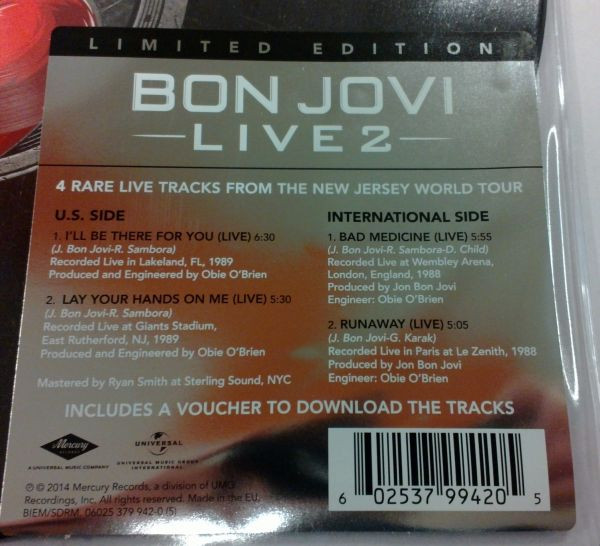 LIMITED EDITION
BON JOVI
LIVE 2
4 RARE LIVE TRACKS FROM THE NEW JERSEY WORLD TOUR
U.S. SIDE
1. I'LL BE THERE FOR YOU (LIVE) 6:30
(J. Bon Jovi-R. Sambora)
Recorded Live in Lakeland, FL, 1989
Produced and Engineered by Obie O'Brien
2. LAY YOUR HANDS ON ME (LIVE) 5:30
(J. Bon Jovi-R. Sambora)
Recorded Live at Giants Stadium,
East Rutherford, NJ, 1989
Produced and Engineered by Obie O'Brien
Mastered by Ryan Smith at Sterling Sound, NYC
INTERNATIONAL SIDE
1. BAD MEDICINE (LIVE) 5:55
(J. Bon Jovi-R. Sambora-D. Child)
Recorded Live at Wembley Arena,
London, England, 1988
Produced by Jon Bon Jovi
Engineer: Obie O'Brien
2. RUNAWAY (LIVE) 5:05
(J. Bon Jovi-G. Karak)
Recorded Live in Paris at Le Zenith, 1988
Produced by Jon Bon Jovi
Engineer: Obie O'Brien
INCLUDES A VOUCHER TO DOWNLOAD THE TRACKS
Mercury
RECORDS
A UNIVERSAL MUSIC COMPANY
UNIVERSAL
UNIVERSAL MUSIC GROUP
INTERNATIONAL
℗ © 2014 Mercury Records, a division of UMG
Recordings, Inc. All rights reserved. Made in the EU.
BIEM/SDRM. 06025 379 942-0 (5)
6 02537 99420 5